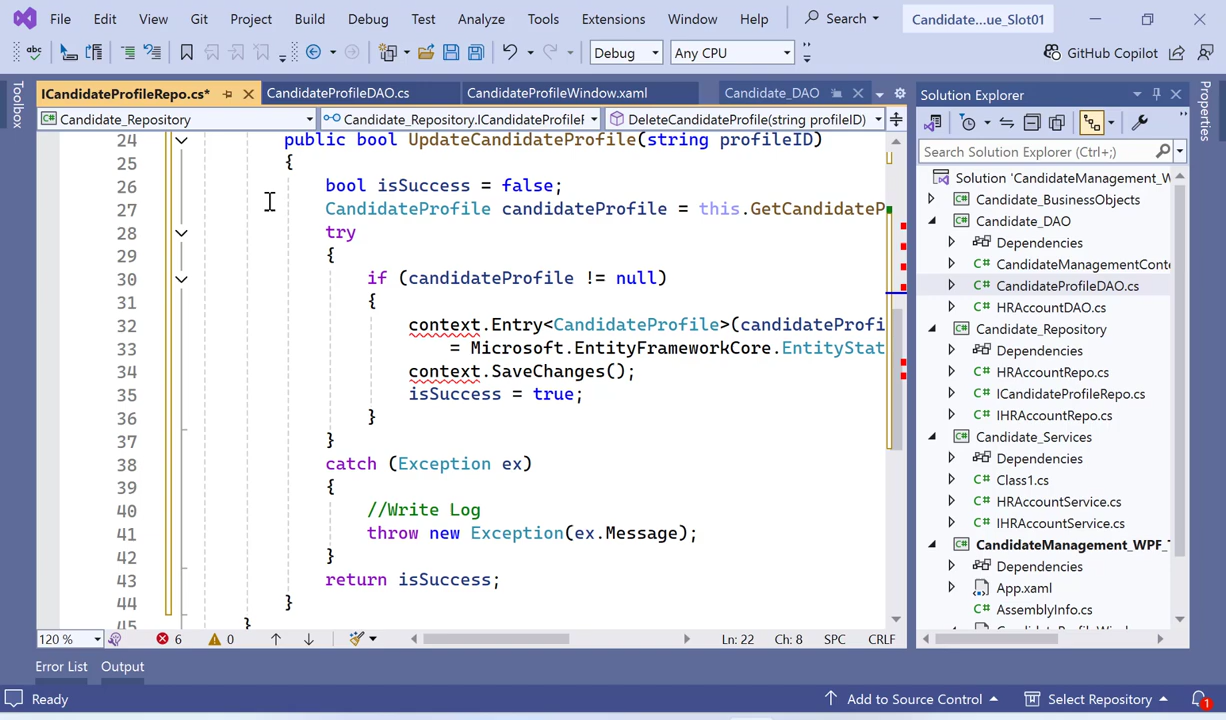 File Edit View Git Project Build Debug Test Analyze Tools Extensions Window Help Search Candidate...ue_Slot01
abc Debug Any CPU GitHub Copilot
Toolbox
ICandidateProfileRepo.cs* CandidateProfileDAO.cs CandidateProfileWindow.xaml Candidate_DAO
Candidate_Repository Candidate_Repository.ICandidateProfileF DeleteCandidateProfile(string profileID)
24 public bool UpdateCandidateProfile(string profileID)
25 {
26 bool isSuccess = false;
27 CandidateProfile candidateProfile = this.GetCandidateP
28 try
29 {
30 if (candidateProfile != null)
31 {
32 context.Entry<CandidateProfile>(candidateProfi
33 = Microsoft.EntityFrameworkCore.EntityStat
34 context.SaveChanges();
35 isSuccess = true;
36 }
37 }
38 catch (Exception ex)
39 {
40 //Write Log
41 throw new Exception(ex.Message);
42 }
43 return isSuccess;
44 }
45 }
120 % 6 0 Ln: 22 Ch: 8 SPC CRLF
Solution Explorer
Search Solution Explorer (Ctrl+;)
Solution 'CandidateManagement_W
Candidate_BusinessObjects
Candidate_DAO
Dependencies
C# CandidateManagementConte
C# CandidateProfileDAO.cs
C# HRAccountDAO.cs
Candidate_Repository
Dependencies
C# HRAccountRepo.cs
C# ICandidateProfileRepo.cs
C# IHRAccountRepo.cs
Candidate_Services
Dependencies
C# Class1.cs
C# HRAccountService.cs
C# IHRAccountService.cs
CandidateManagement_WPF_T
Dependencies
App.xaml
C# AssemblyInfo.cs
Properties
Error List Output
Ready Add to Source Control Select Repository 1